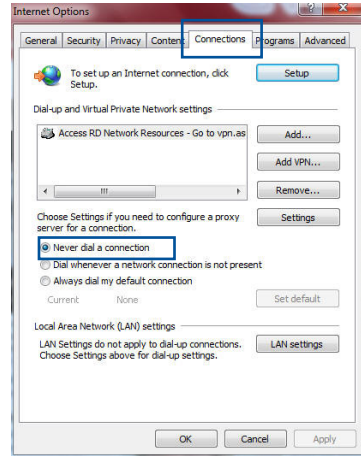 Internet Options
General Security Privacy Content Connections Programs Advanced
To set up an Internet connection, click
Setup.
Setup
Dial-up and Virtual Private Network settings
Access RD Network Resources - Go to vpn.as
Add...
Add VPN...
Remove...
Choose Settings if you need to configure a proxy
server for a connection.
Settings
Never dial a connection
Dial whenever a network connection is not present
Always dial my default connection
Current None
Set default
Local Area Network (LAN) settings
LAN Settings do not apply to dial-up connections.
Choose Settings above for dial-up settings.
LAN settings
OK Cancel Apply